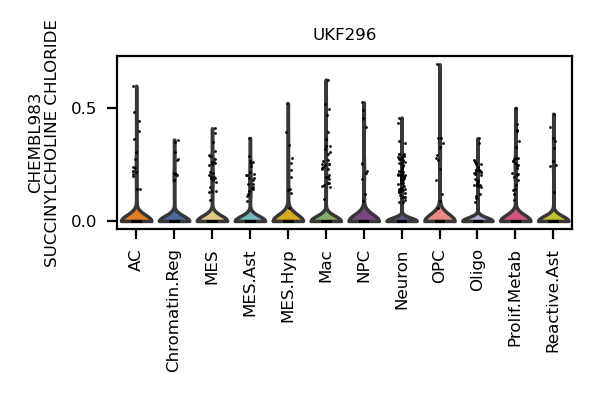 UKF296
CHEMBL983
SUCCINYLCHOLINE CHLORIDE
0.5
0.0
AC
Chromatin.Reg
MES
MES.Ast
MES.Hyp
Mac
NPC
Neuron
OPC
Oligo
Prolif.Metab
Reactive.Ast